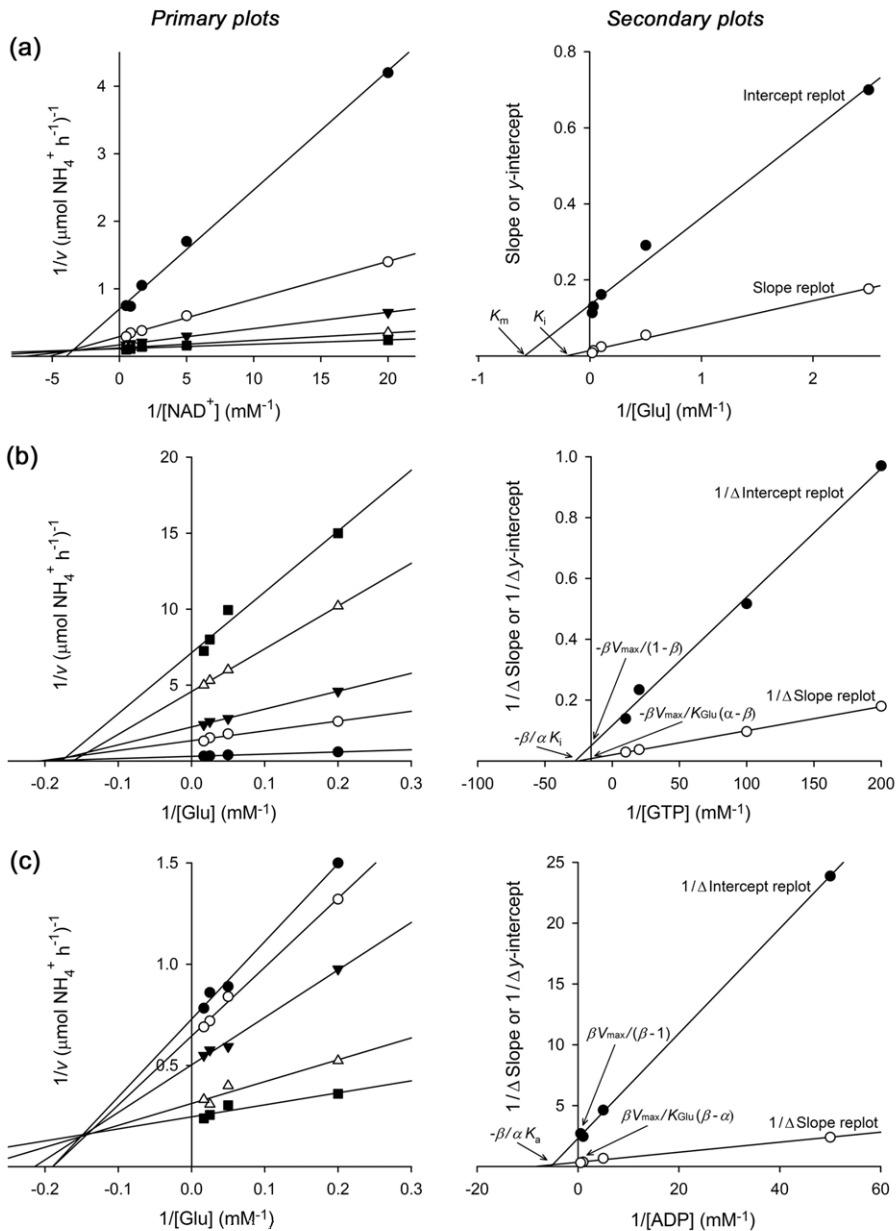 Primary plots
Secondary plots
(a)
1/v (μmol NH₄⁺ h⁻¹)⁻¹
4
3
2
1
-5 0 5 10 15 20
1/[NAD⁺] (mM⁻¹)
Slope or y-intercept
0.8
0.6
0.4
0.2
Intercept replot
Slope replot
Km
Ki
-1 0 1 2
1/[Glu] (mM⁻¹)
(b)
1/v (μmol NH₄⁺ h⁻¹)⁻¹
20
15
10
5
-0.2 -0.1 0.0 0.1 0.2 0.3
1/[Glu] (mM⁻¹)
1/Δ Slope or 1/Δ y-intercept
1.0
0.8
0.6
0.4
0.2
1/Δ Intercept replot
-βVmax/(1-β)
-βVmax/KGlu(α-β)
1/Δ Slope replot
-β/αKi
-100 -50 0 50 100 150 200
1/[GTP] (mM⁻¹)
(c)
1/v (μmol NH₄⁺ h⁻¹)⁻¹
1.5
1.0
0.5
-0.2 -0.1 0.0 0.1 0.2 0.3
1/[Glu] (mM⁻¹)
1/Δ Slope or 1/Δ y-intercept
25
20
15
10
5
1/Δ Intercept replot
βVmax/(β-1)
βVmax/KGlu(β-α)
1/Δ Slope replot
-β/αKa
-20 0 20 40 60
1/[ADP] (mM⁻¹)